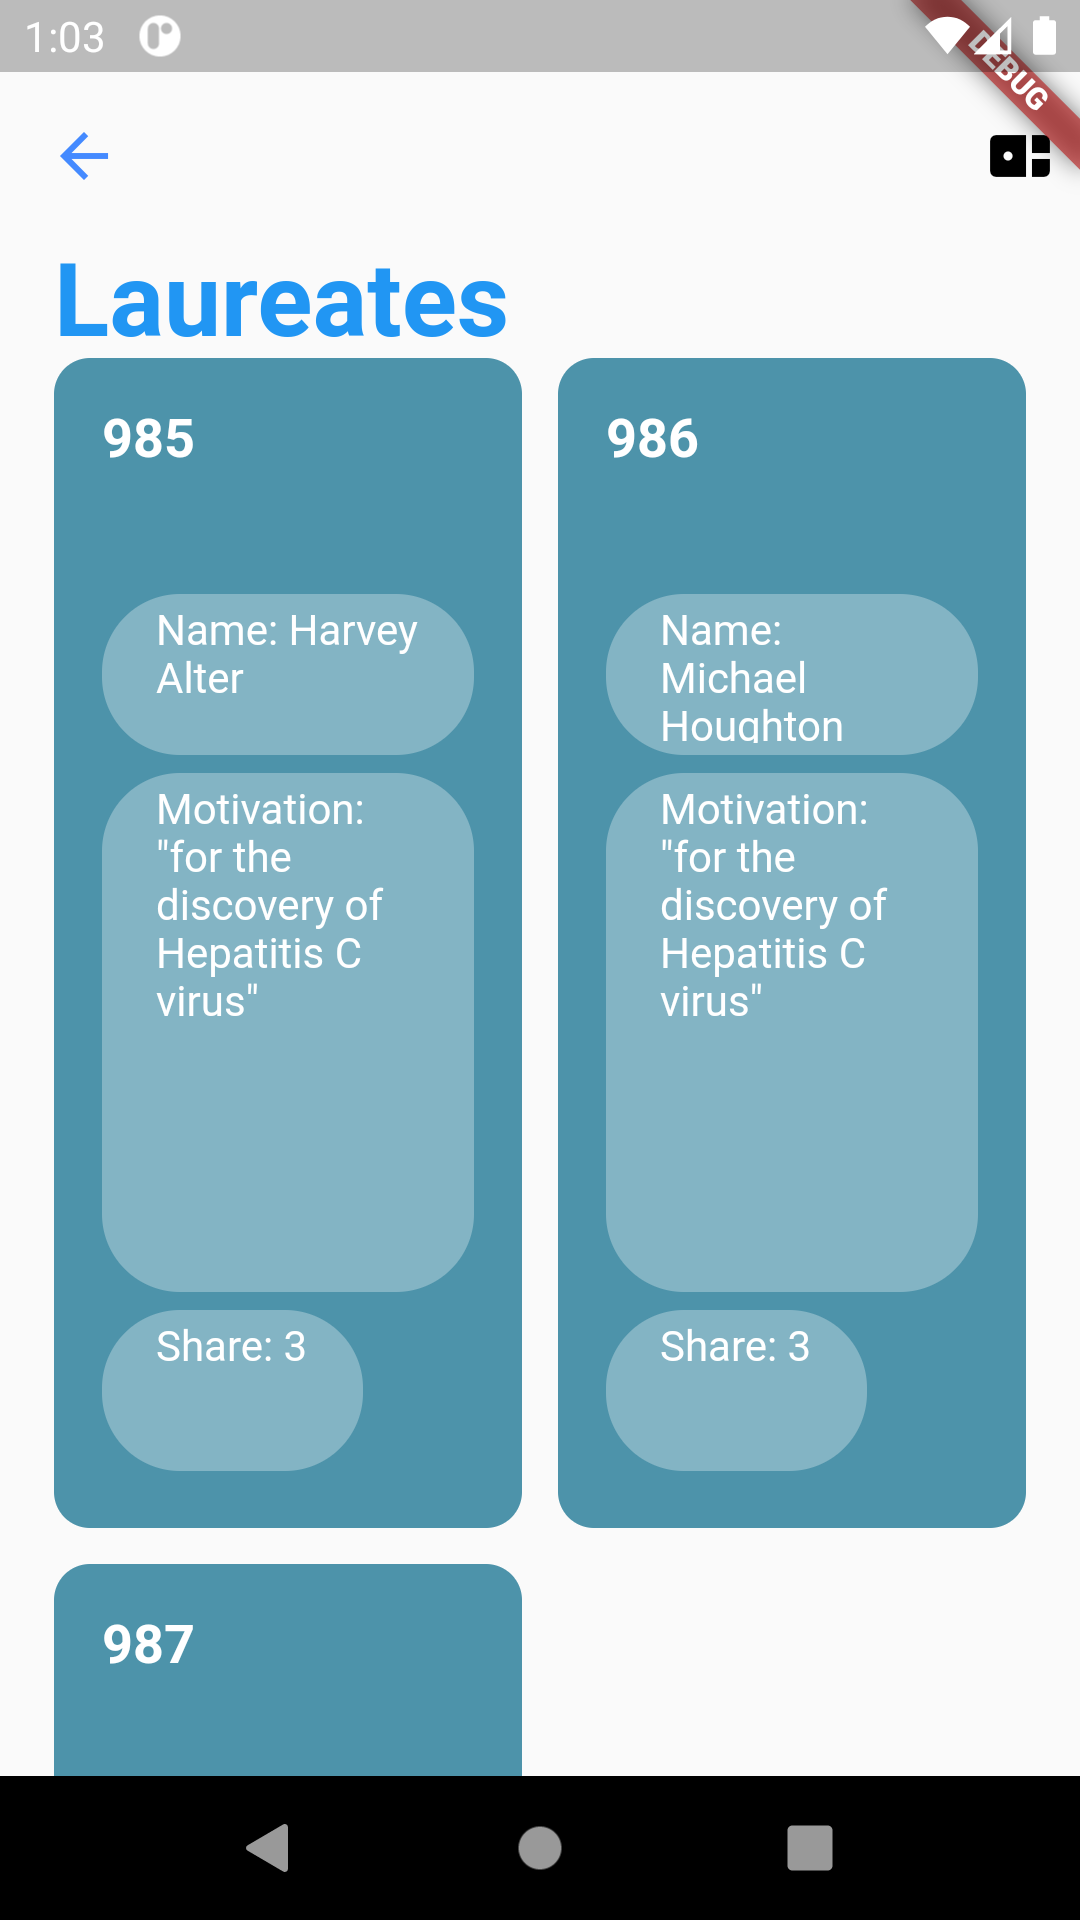 1:03
DEBUG
Laureates
985
Name: Harvey
Alter
Motivation:
"for the
discovery of
Hepatitis C
virus"
Share: 3
986
Name:
Michael
Houghton
Motivation:
"for the
discovery of
Hepatitis C
virus"
Share: 3
987